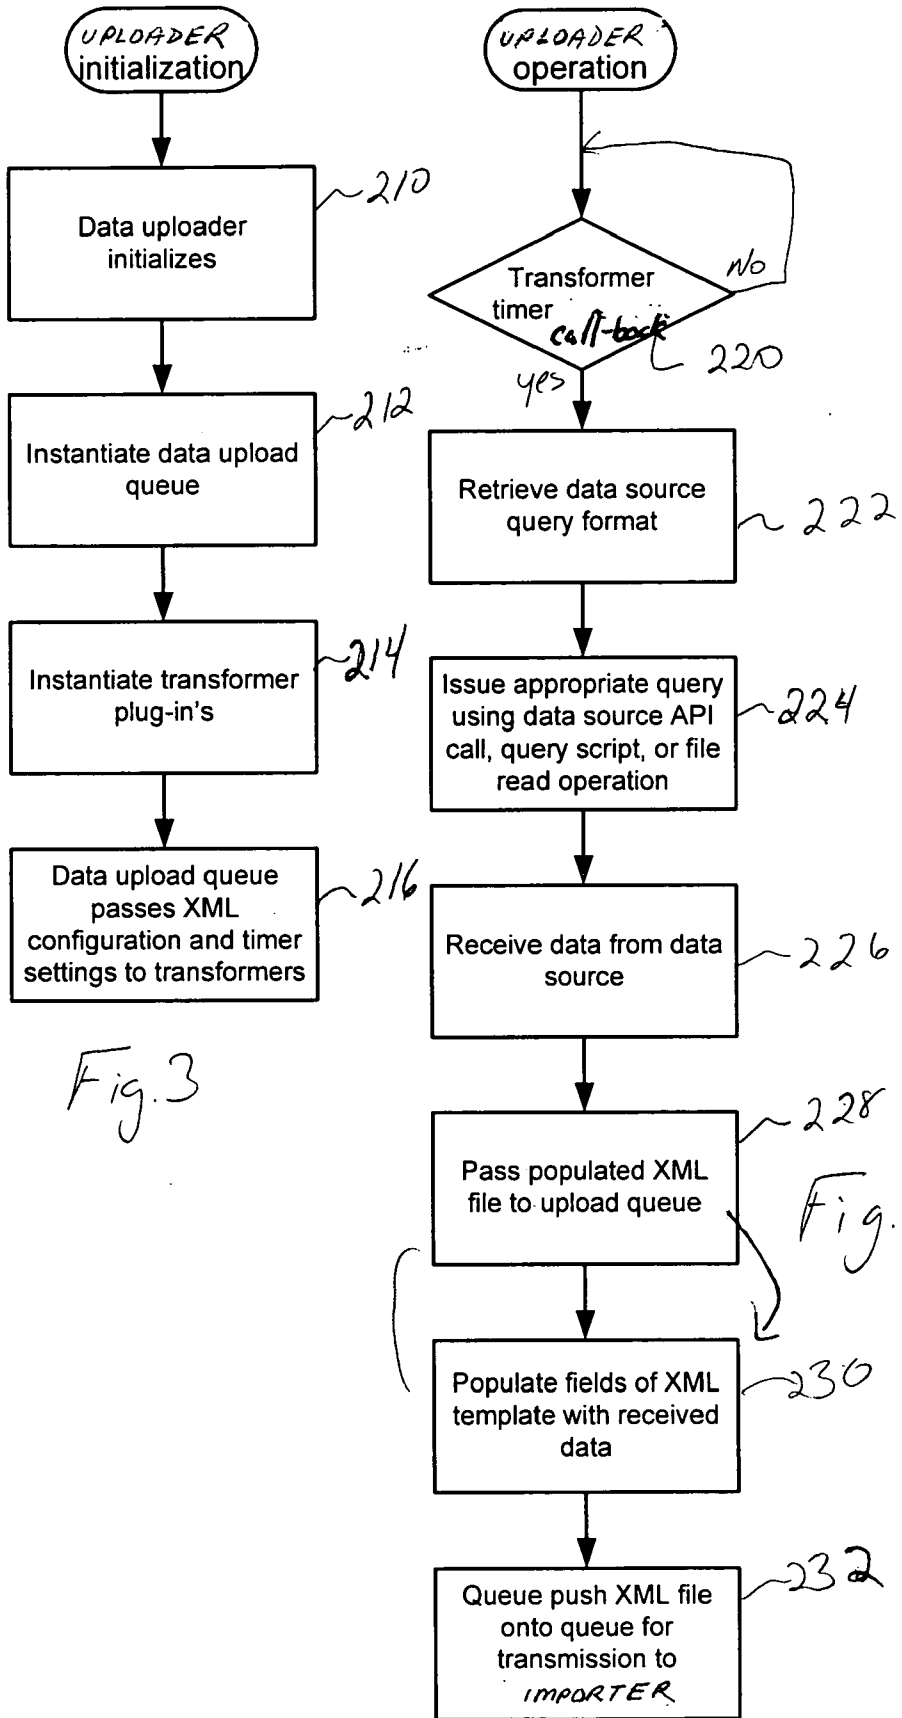 UPLOADER
initialization
210
Data uploader
initializes
212
Instantiate data upload
queue
214
Instantiate transformer
plug-in's
216
Data upload queue
passes XML
configuration and timer
settings to transformers
Fig. 3
UPLOADER
operation
No
Transformer
timer
call-back
220
yes
Retrieve data source
query format
222
Issue appropriate query
using data source API
call, query script, or file
read operation
224
Receive data from data
source
226
228
Pass populated XML
file to upload queue
Fig.
Populate fields of XML
template with received
data
230
232
Queue push XML file
onto queue for
transmission to
IMPORTER